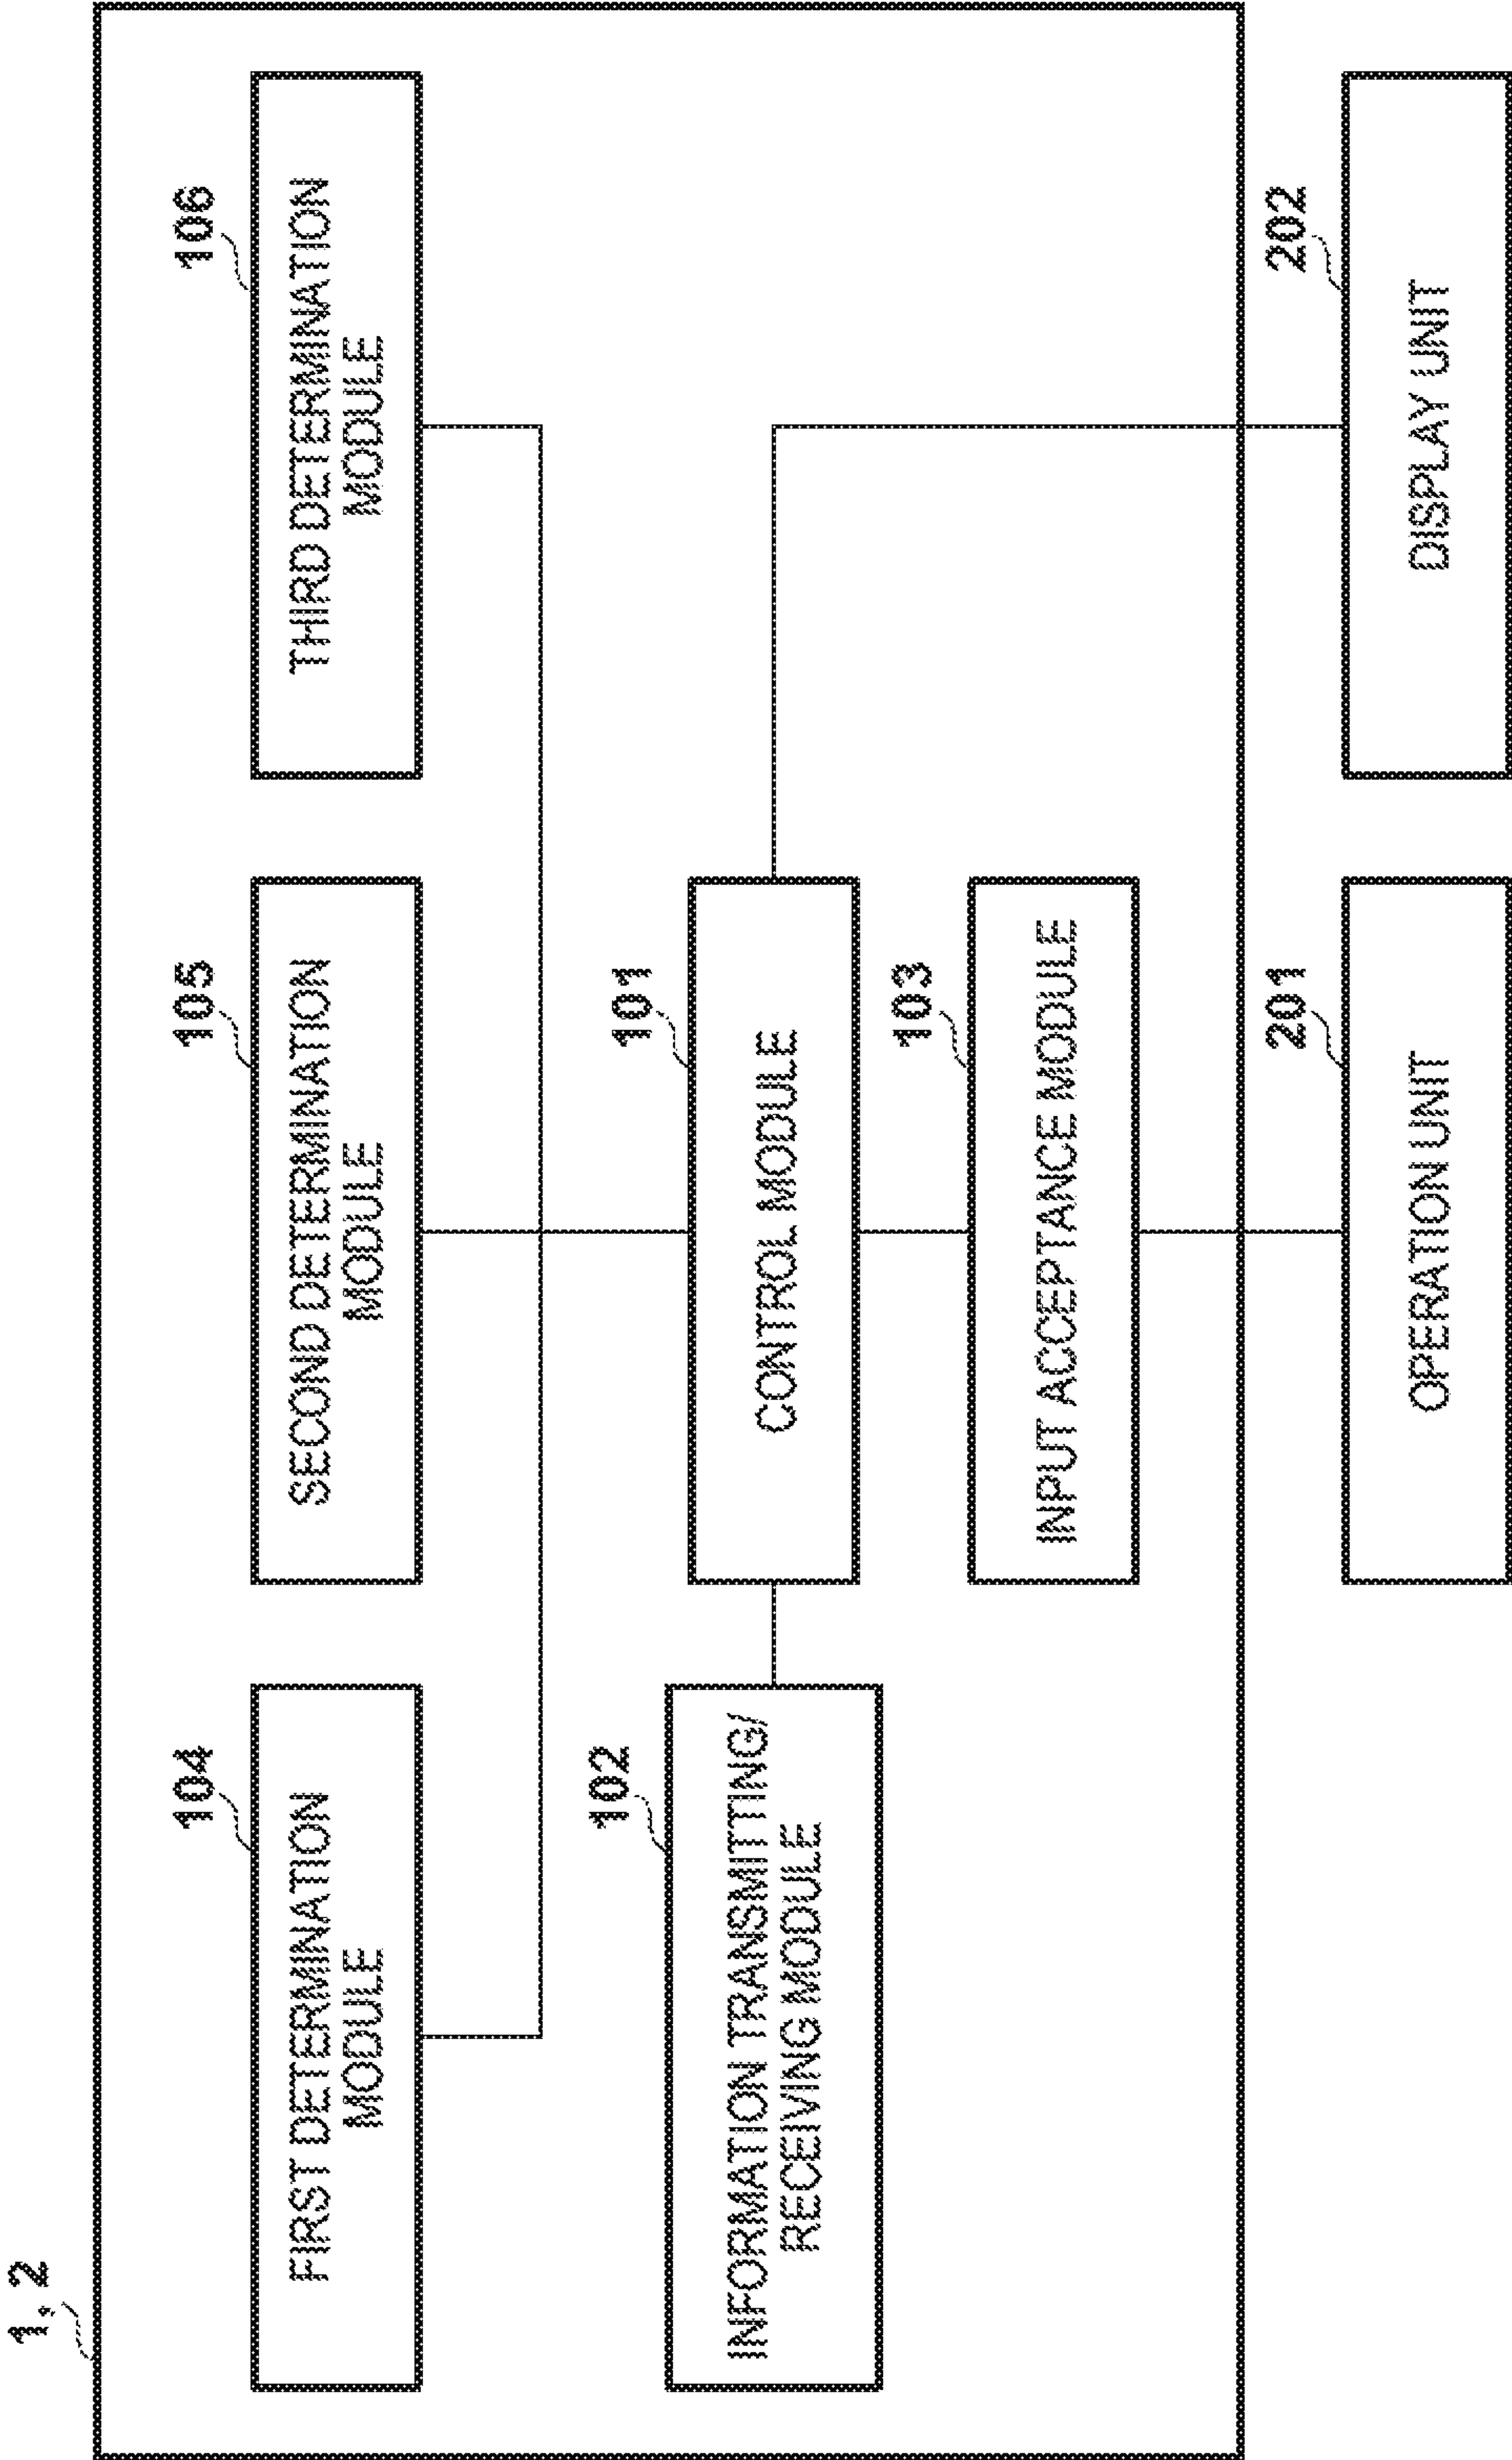 1, 2
104
FIRST DETERMINATION
MODULE
105
SECOND DETERMINATION
MODULE
106
THIRD DETERMINATION
MODULE
102
INFORMATION TRANSMITTING/
RECEIVING MODULE
101
CONTROL MODULE
103
INPUT ACCEPTANCE MODULE
201
OPERATION UNIT
202
DISPLAY UNIT